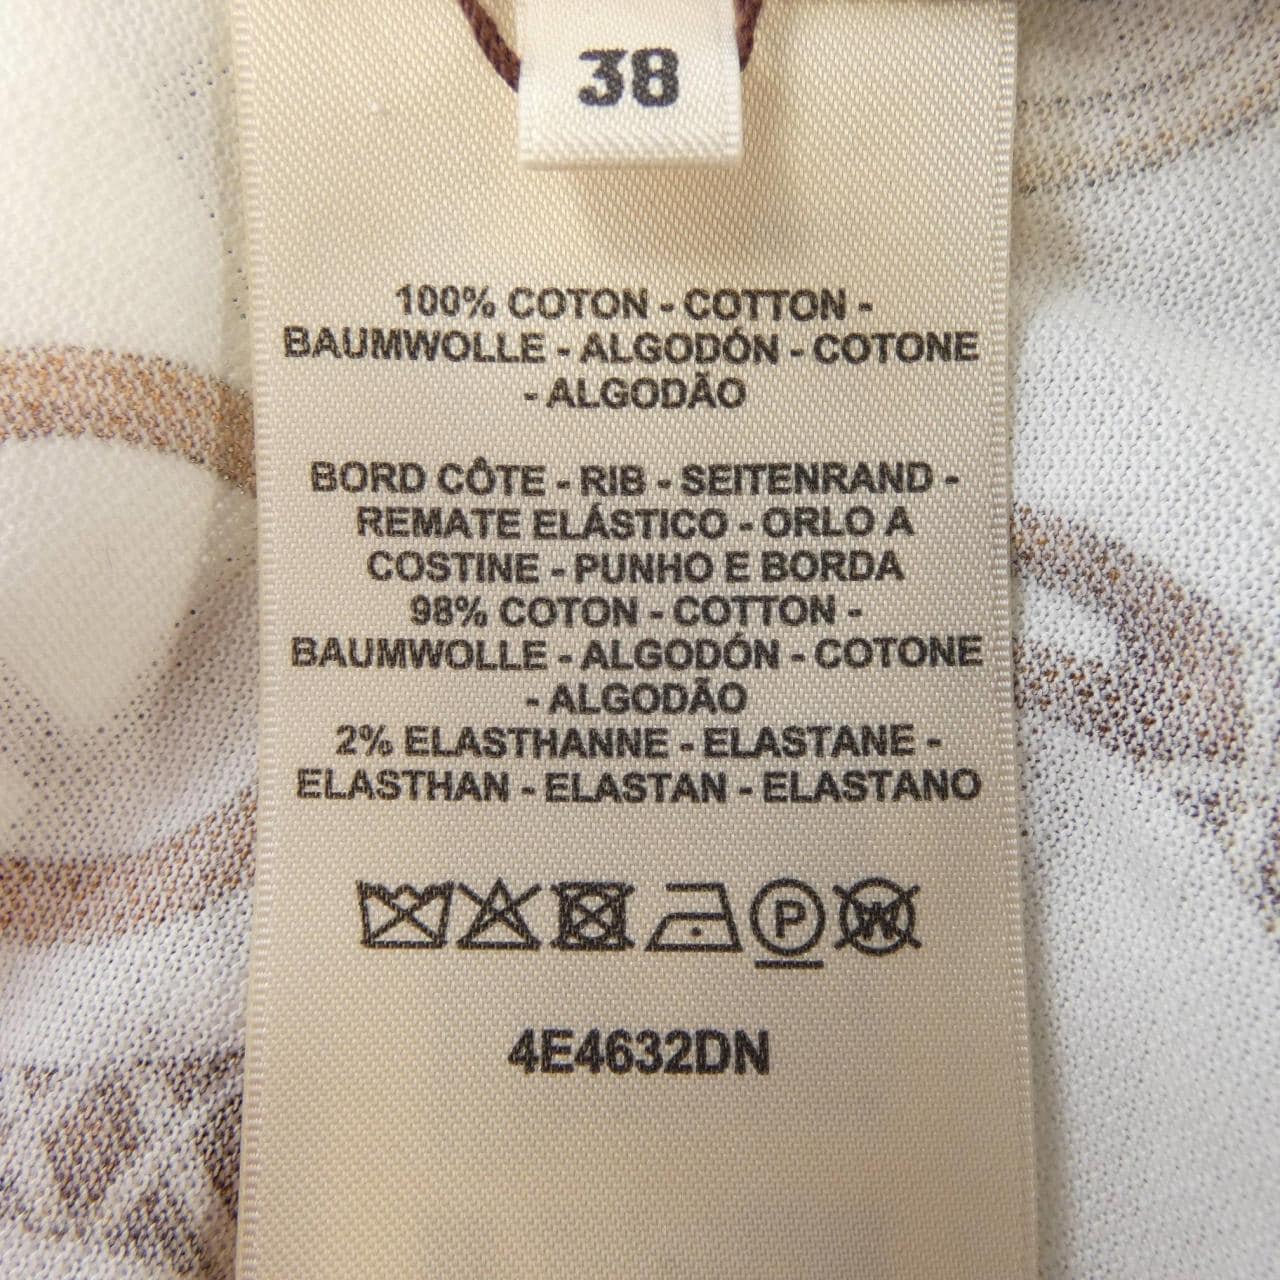 38
100% COTON - COTTON -
BAUMWOLLE - ALGODÓN - COTONE
- ALGODÃO
BORD CÔTE - RIB - SEITENRAND -
REMATE ELÁSTICO - ORLO A
COSTINE - PUNHO E BORDA
98% COTON - COTTON -
BAUMWOLLE - ALGODÓN - COTONE
- ALGODÃO
2% ELASTHANNE - ELASTANE -
ELASTHAN - ELASTAN - ELASTANO
P W
4E4632DN